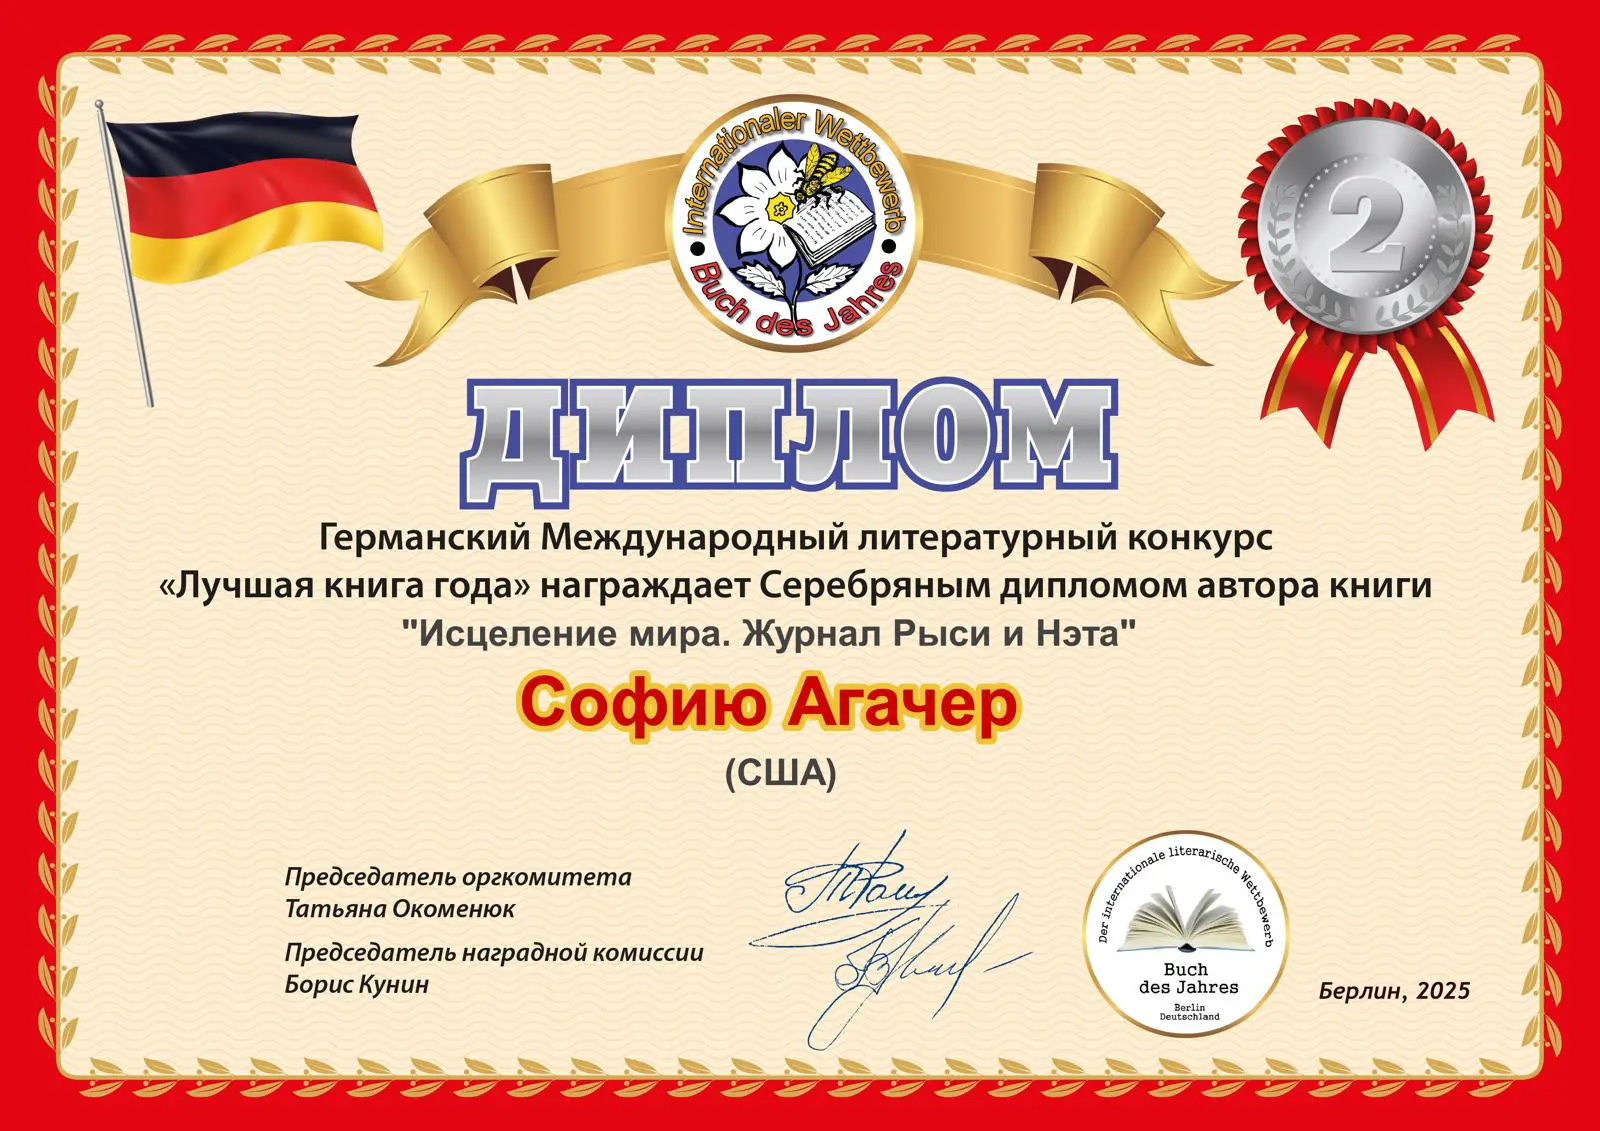 Internationaler Wettbewerb
Buch des Jahres
2
ДИПЛОМ
Германский Международный литературный конкурс
«Лучшая книга года» награждает Серебряным дипломом автора книги
"Исцеление мира. Журнал Рыси и Нэта"
Софию Агачер
(США)
Председатель оргкомитета
Татьяна Окоменюк
Председатель наградной комиссии
Борис Кунин
Der internationale literarische Wettbewerb
Buch
des Jahres
Berlin
Deutschland
Берлин, 2025